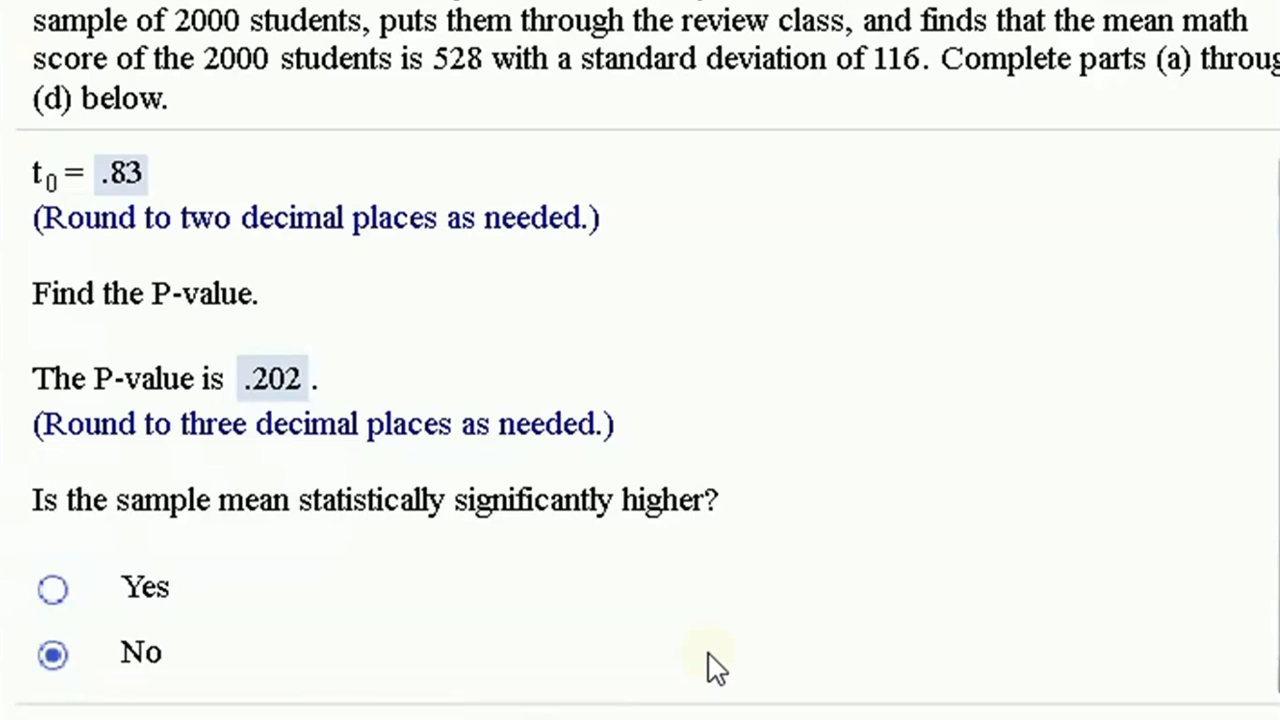 sample of 2000 students, puts them through the review class, and finds that the mean math
score of the 2000 students is 528 with a standard deviation of 116. Complete parts (a) throug
(d) below.
t0 = .83
(Round to two decimal places as needed.)
Find the P-value.
The P-value is .202 .
(Round to three decimal places as needed.)
Is the sample mean statistically significantly higher?
Yes
No